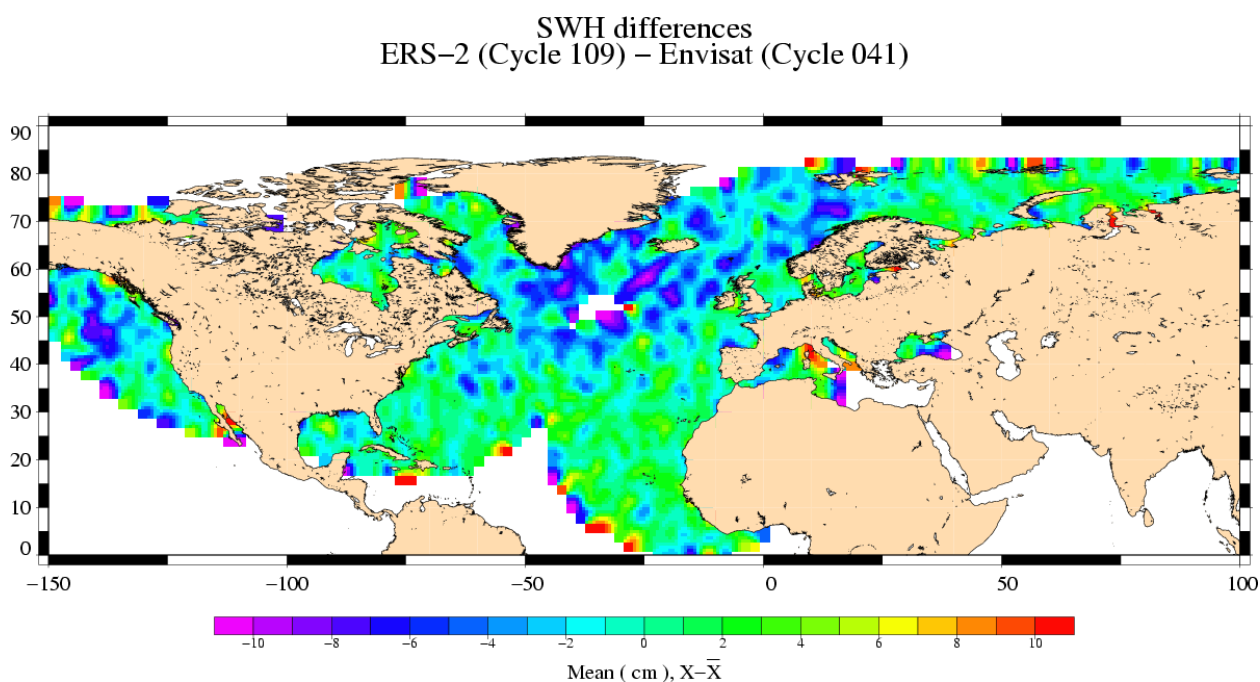 SWH differences
ERS−2 (Cycle 109) − Envisat (Cycle 041)
90
80
70
60
50
40
30
20
10
0
−150 −100 −50 0 50 100
−10 −8 −6 −4 −2 0 2 4 6 8 10
Mean ( cm ), X−X̅